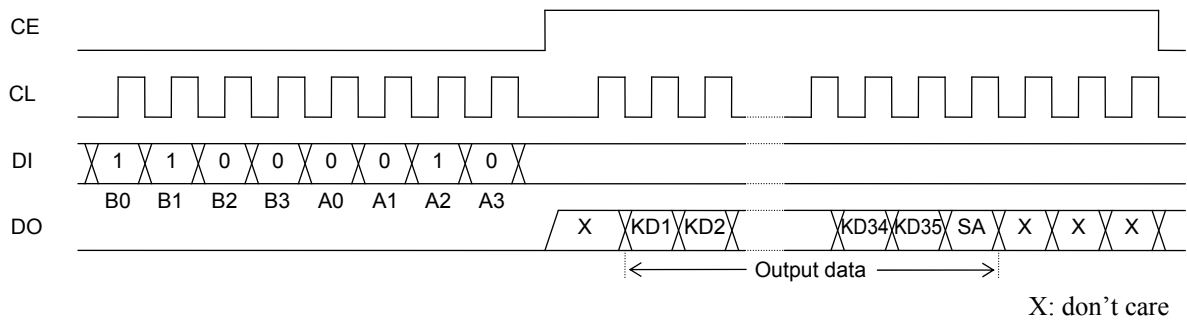 CE
CL
DI 1 1 0 0 0 0 1 0
B0 B1 B2 B3 A0 A1 A2 A3
DO X KD1 KD2 KD34 KD35 SA X X X
Output data
X: don't care